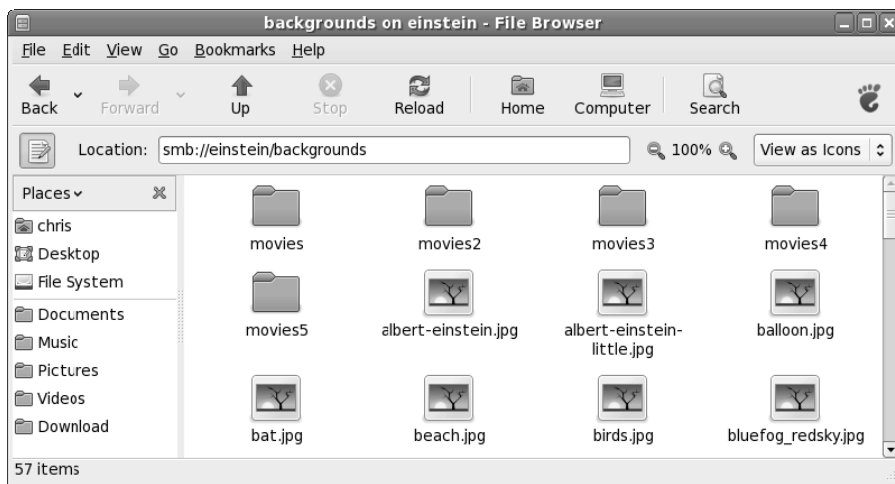 backgrounds on einstein - File Browser
File Edit View Go Bookmarks Help
Back Forward Up Stop Reload Home Computer Search
Location: smb://einstein/backgrounds 100% View as Icons
Places
chris
Desktop
File System
Documents
Music
Pictures
Videos
Download
movies movies2 movies3 movies4
movies5 albert-einstein.jpg albert-einstein- balloon.jpg
little.jpg
bat.jpg beach.jpg birds.jpg bluefog_redsky.jpg
57 items